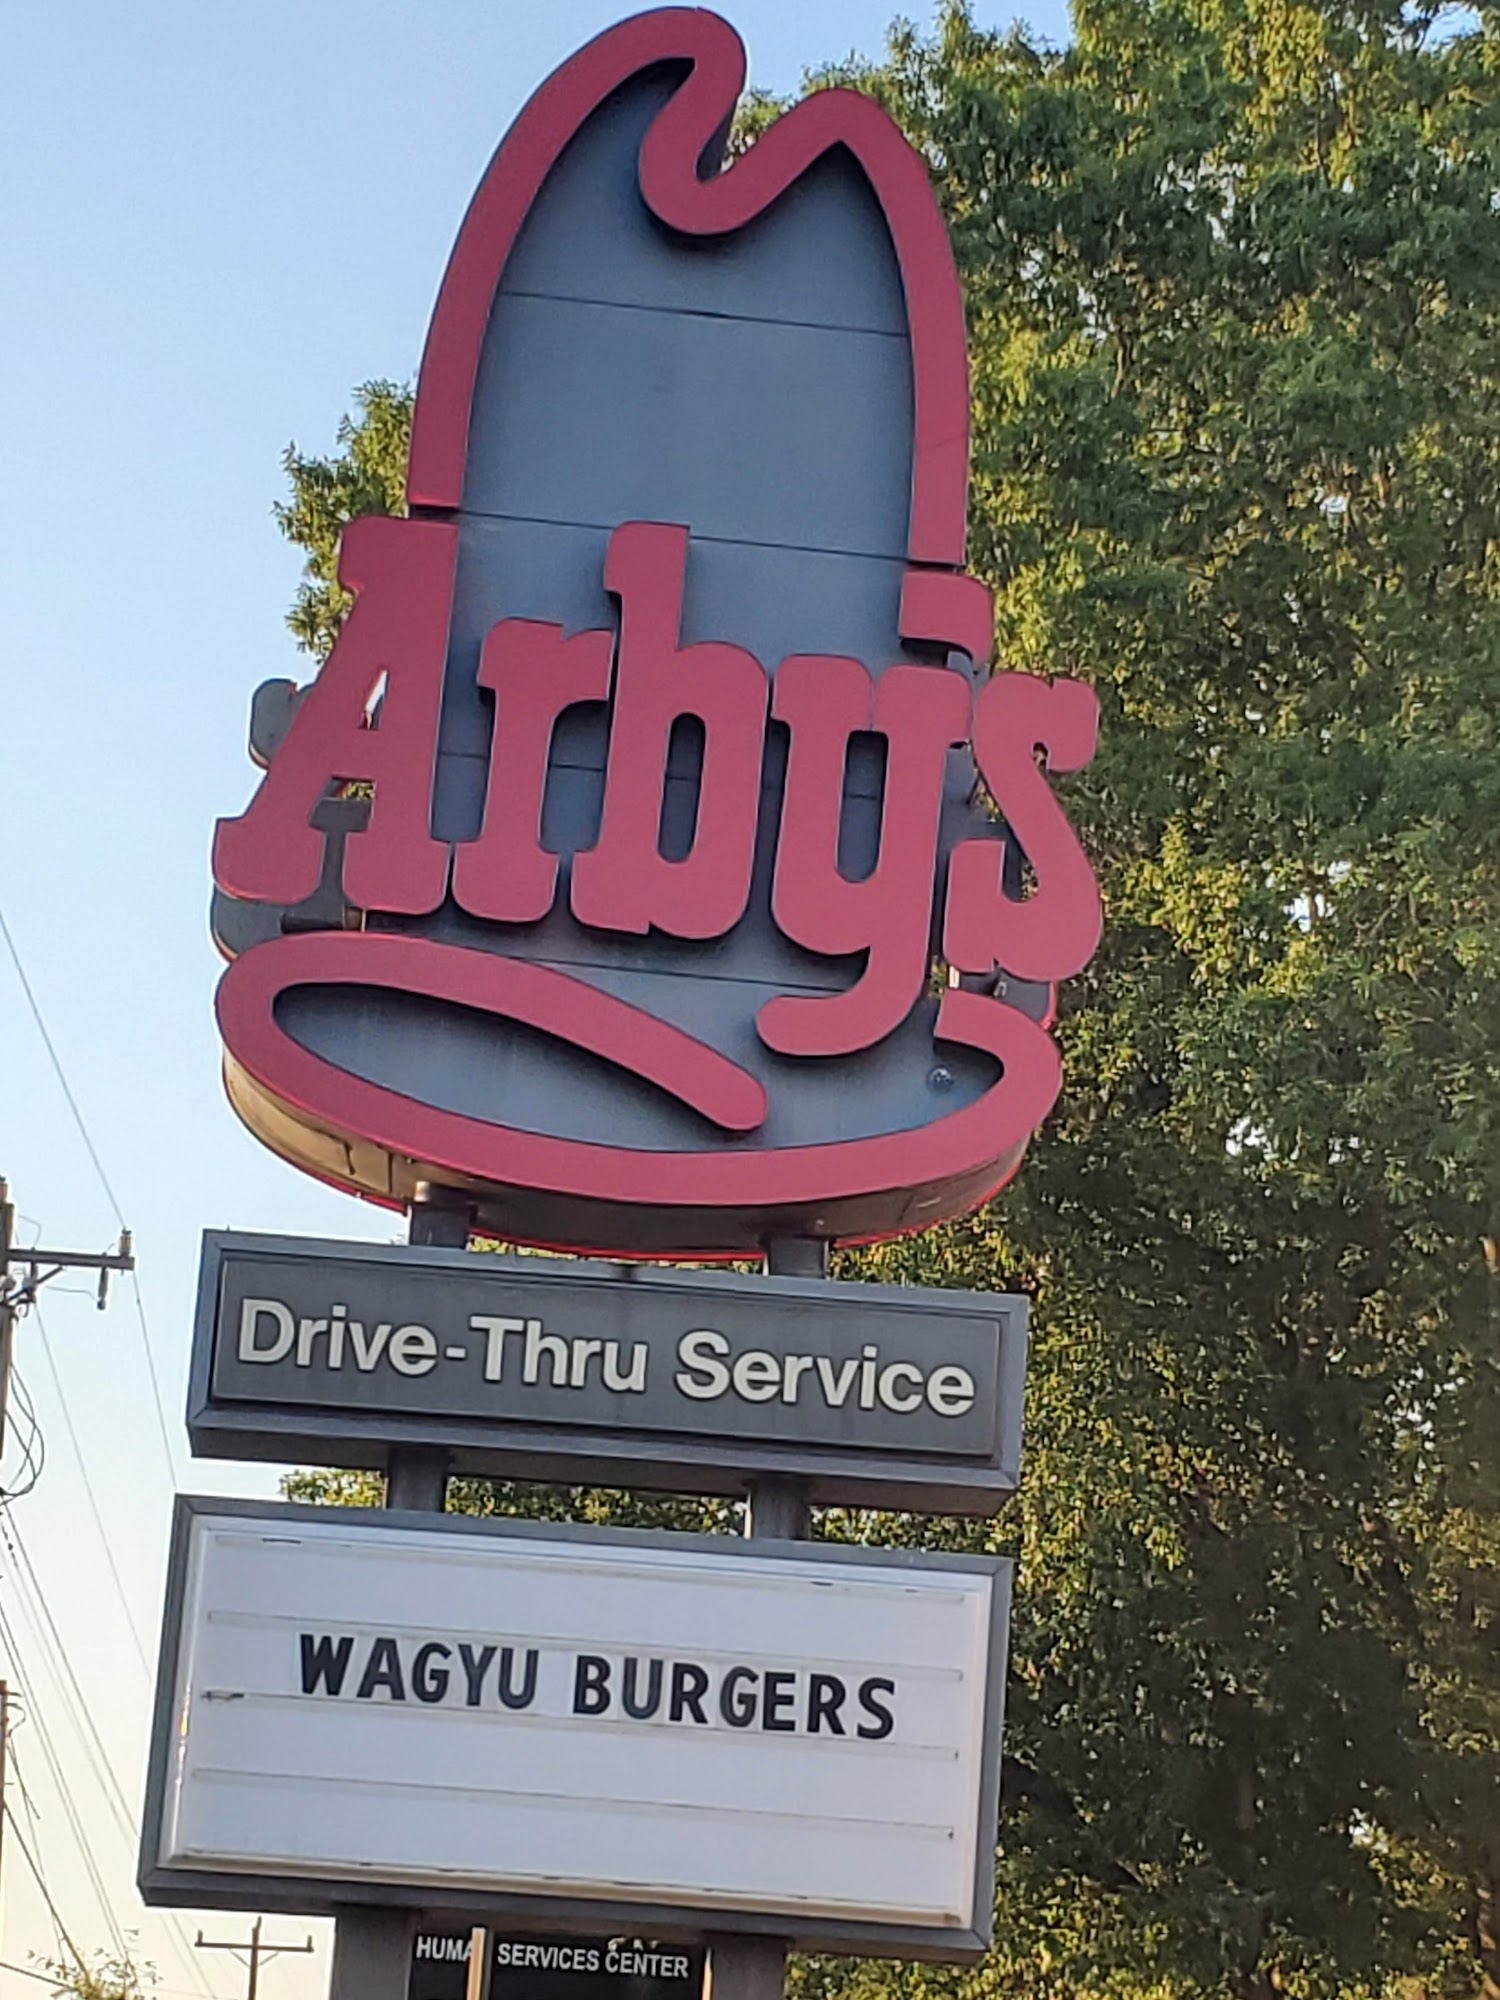 Arby's
Drive-Thru Service
WAGYU BURGERS
SERVICES CENTER